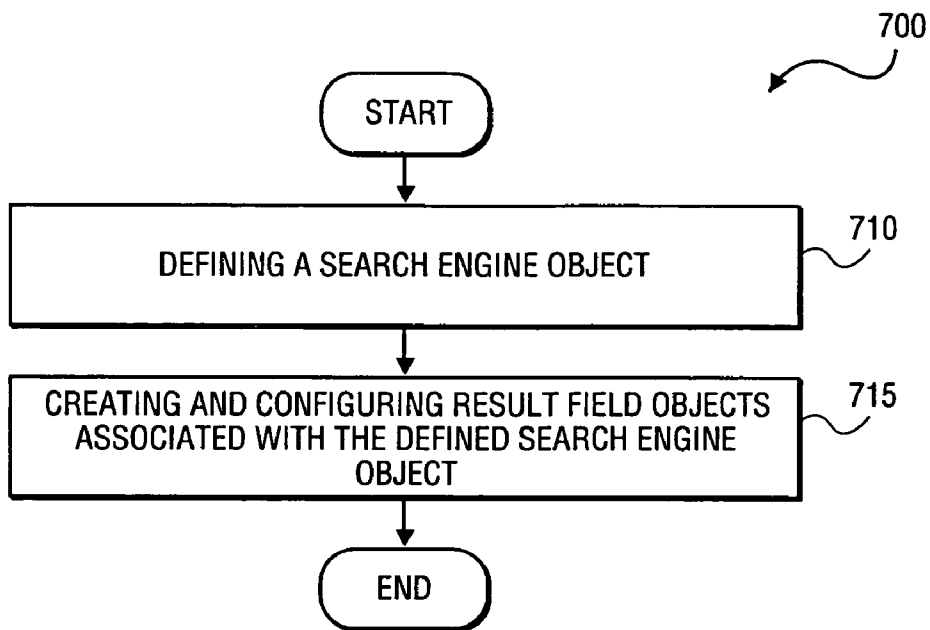 700
START
DEFINING A SEARCH ENGINE OBJECT
710
CREATING AND CONFIGURING RESULT FIELD OBJECTS
ASSOCIATED WITH THE DEFINED SEARCH ENGINE
OBJECT
715
END